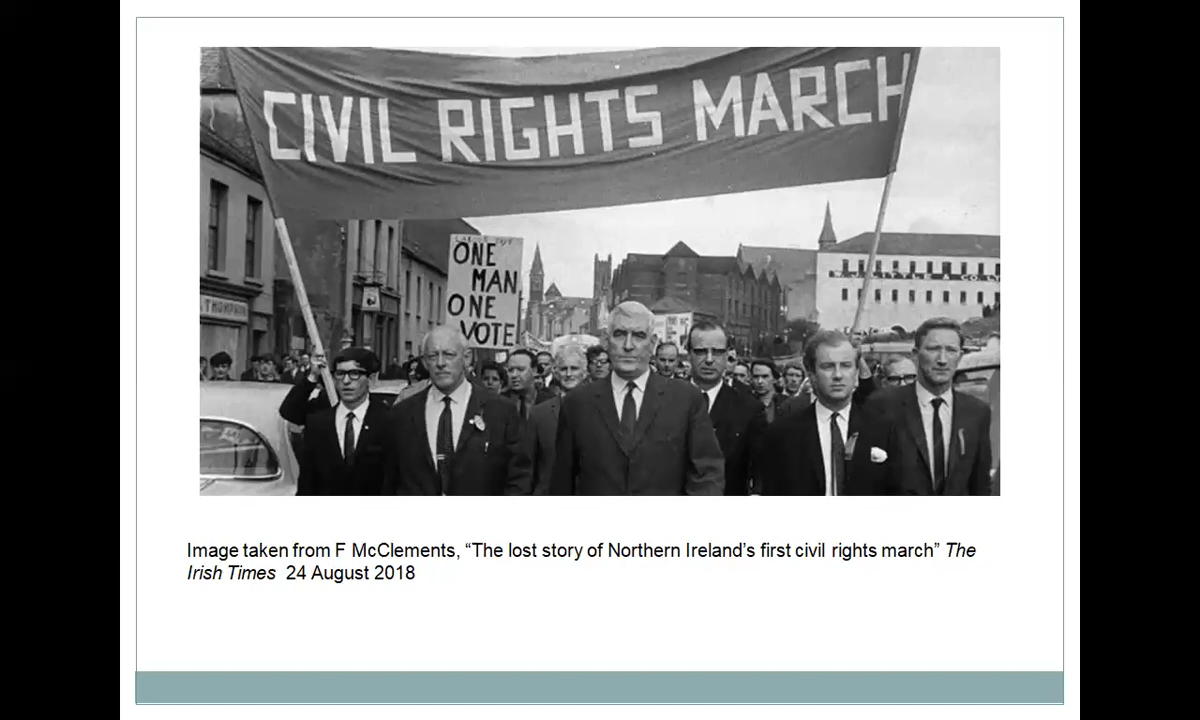 CIVIL RIGHTS MARCH
ONE
MAN
ONE
VOTE
THOMPSON
Image taken from F McClements, “The lost story of Northern Ireland’s first civil rights march” The
Irish Times 24 August 2018